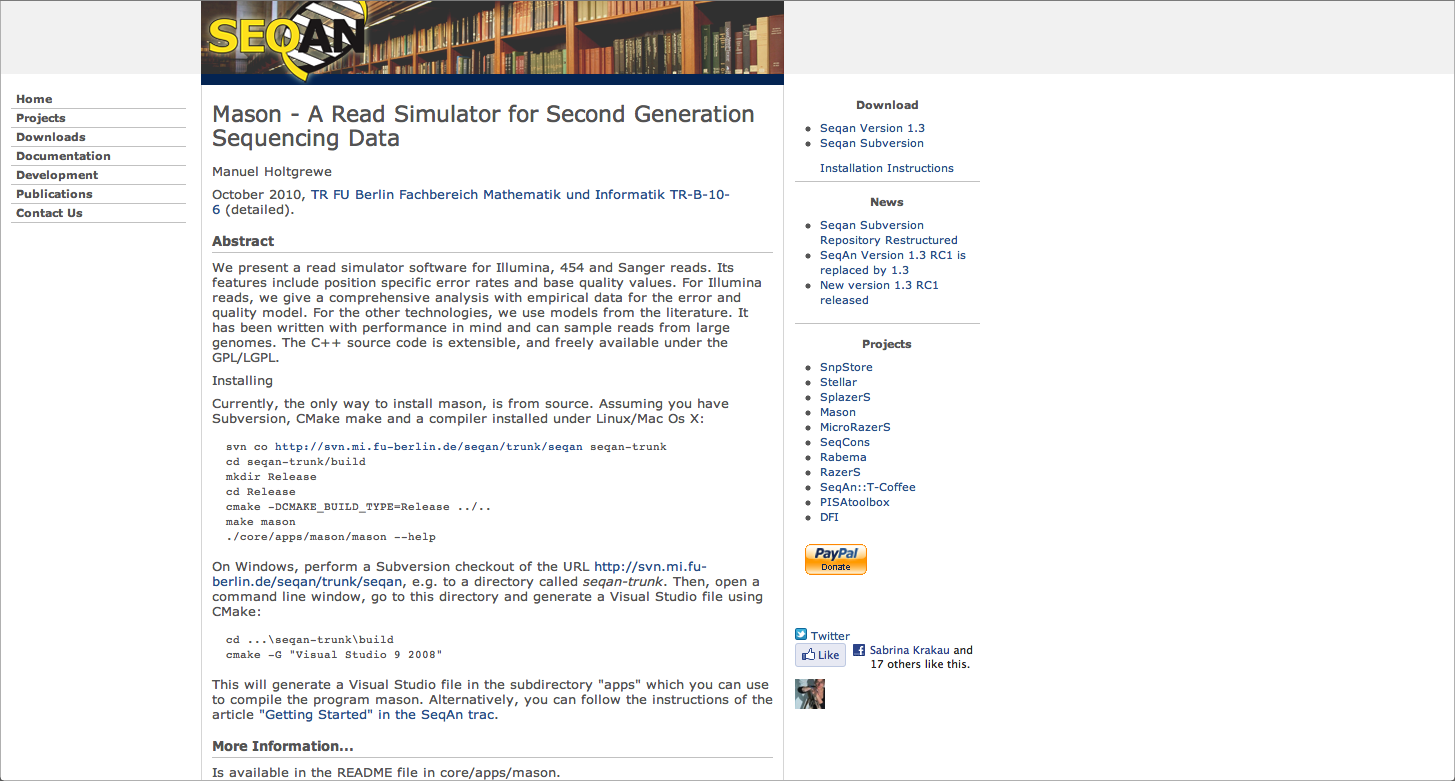 SEQAN
Home
Projects
Downloads
Documentation
Development
Publications
Contact Us
Mason - A Read Simulator for Second Generation
Sequencing Data
Manuel Holtgrewe
October 2010, TR FU Berlin Fachbereich Mathematik und Informatik TR-B-10-
6 (detailed).
Abstract
We present a read simulator software for Illumina, 454 and Sanger reads. Its
features include position specific error rates and base quality values. For Illumina
reads, we give a comprehensive analysis with empirical data for the error and
quality model. For the other technologies, we use models from the literature. It
has been written with performance in mind and can sample reads from large
genomes. The C++ source code is extensible, and freely available under the
GPL/LGPL.
Installing
Currently, the only way to install mason, is from source. Assuming you have
Subversion, CMake make and a compiler installed under Linux/Mac Os X:
svn co http://svn.mi.fu-berlin.de/seqan/trunk/seqan seqan-trunk
cd seqan-trunk/build
mkdir Release
cd Release
cmake -DCMAKE_BUILD_TYPE=Release ../..
make mason
./core/apps/mason/mason --help
On Windows, perform a Subversion checkout of the URL http://svn.mi.fu-
berlin.de/seqan/trunk/seqan, e.g. to a directory called seqan-trunk. Then, open a
command line window, go to this directory and generate a Visual Studio file using
CMake:
cd ...\seqan-trunk\build
cmake -G "Visual Studio 9 2008"
This will generate a Visual Studio file in the subdirectory "apps" which you can use
to compile the program mason. Alternatively, you can follow the instructions of the
article "Getting Started" in the SeqAn trac.
More Information...
Is available in the README file in core/apps/mason.
Download
Seqan Version 1.3
Seqan Subversion
Installation Instructions
News
Seqan Subversion
Repository Restructured
SeqAn Version 1.3 RC1 is
replaced by 1.3
New version 1.3 RC1
released
Projects
SnpStore
Stellar
SplazerS
Mason
MicroRazerS
SeqCons
Rabema
RazerS
SeqAn::T-Coffee
PISAtoolbox
DFI
PayPal
Donate
Twitter
Like
Sabrina Krakau and
17 others like this.